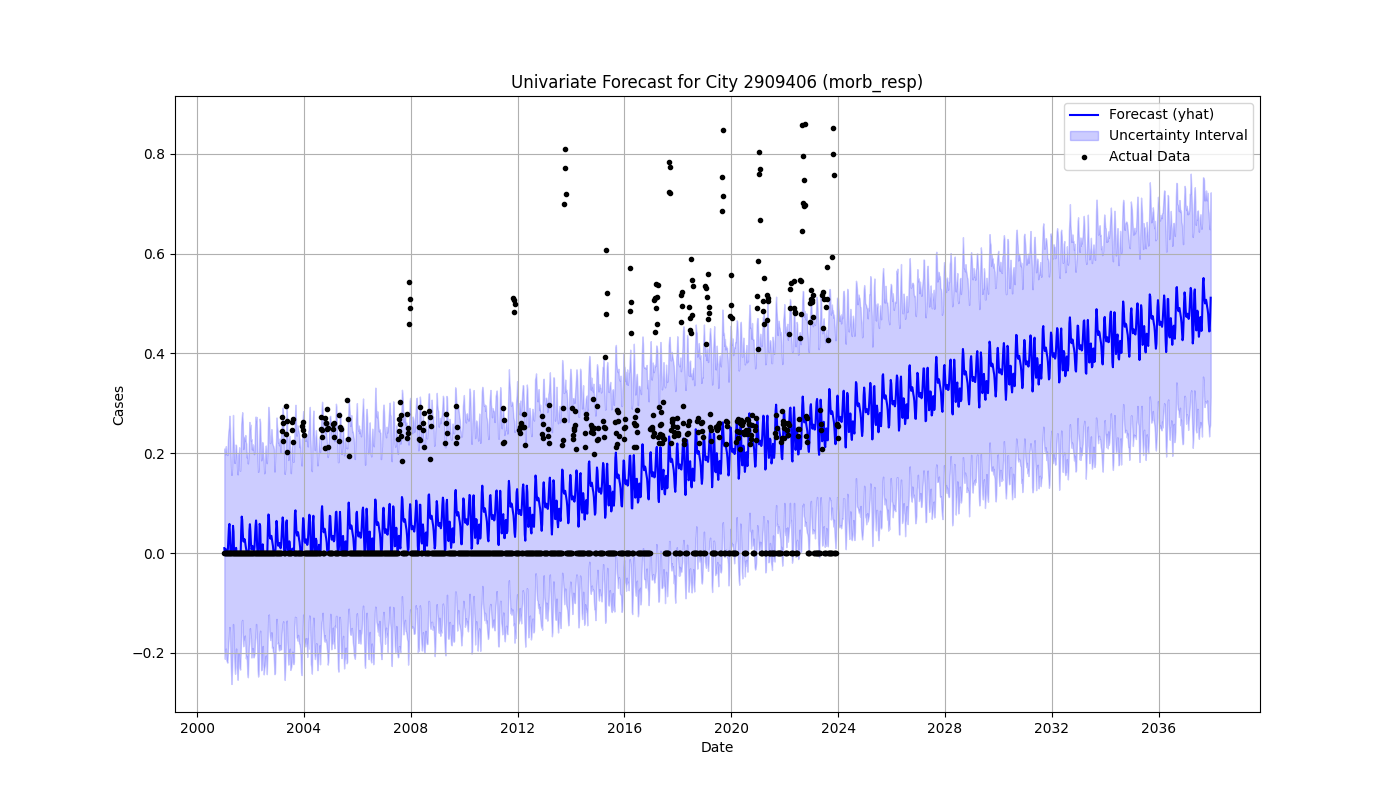 Univariate Forecast for City 2909406 (morb_resp)
Forecast (yhat)
Uncertainty Interval
Actual Data
Cases
0.8
0.6
0.4
0.2
0.0
−0.2
2000 2004 2008 2012 2016 2020 2024 2028 2032 2036
Date